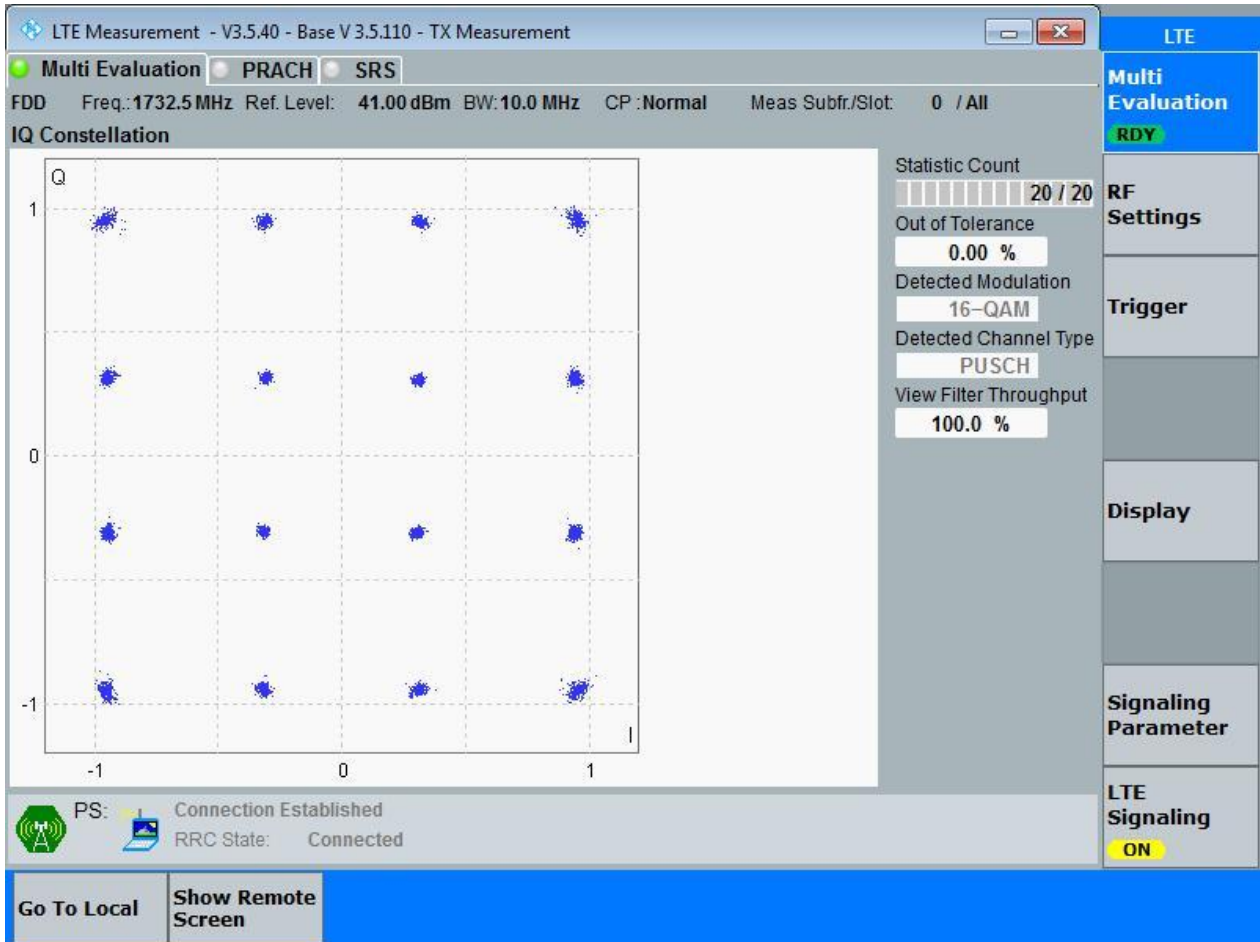 LTE Measurement - V3.5.40 - Base V 3.5.110 - TX Measurement
LTE
Multi Evaluation PRACH SRS
FDD Freq.: 1732.5 MHz Ref. Level: 41.00 dBm BW: 10.0 MHz CP : Normal Meas Subfr./Slot: 0 / All
IQ Constellation
Q
1
0
-1
-1 0 1
I
Statistic Count
20 / 20
Out of Tolerance
0.00 %
Detected Modulation
16-QAM
Detected Channel Type
PUSCH
View Filter Throughput
100.0 %
Multi
Evaluation
RDY
RF
Settings
Trigger
Display
Signaling
Parameter
LTE
Signaling
ON
PS: Connection Established
RRC State: Connected
Go To Local
Show Remote
Screen